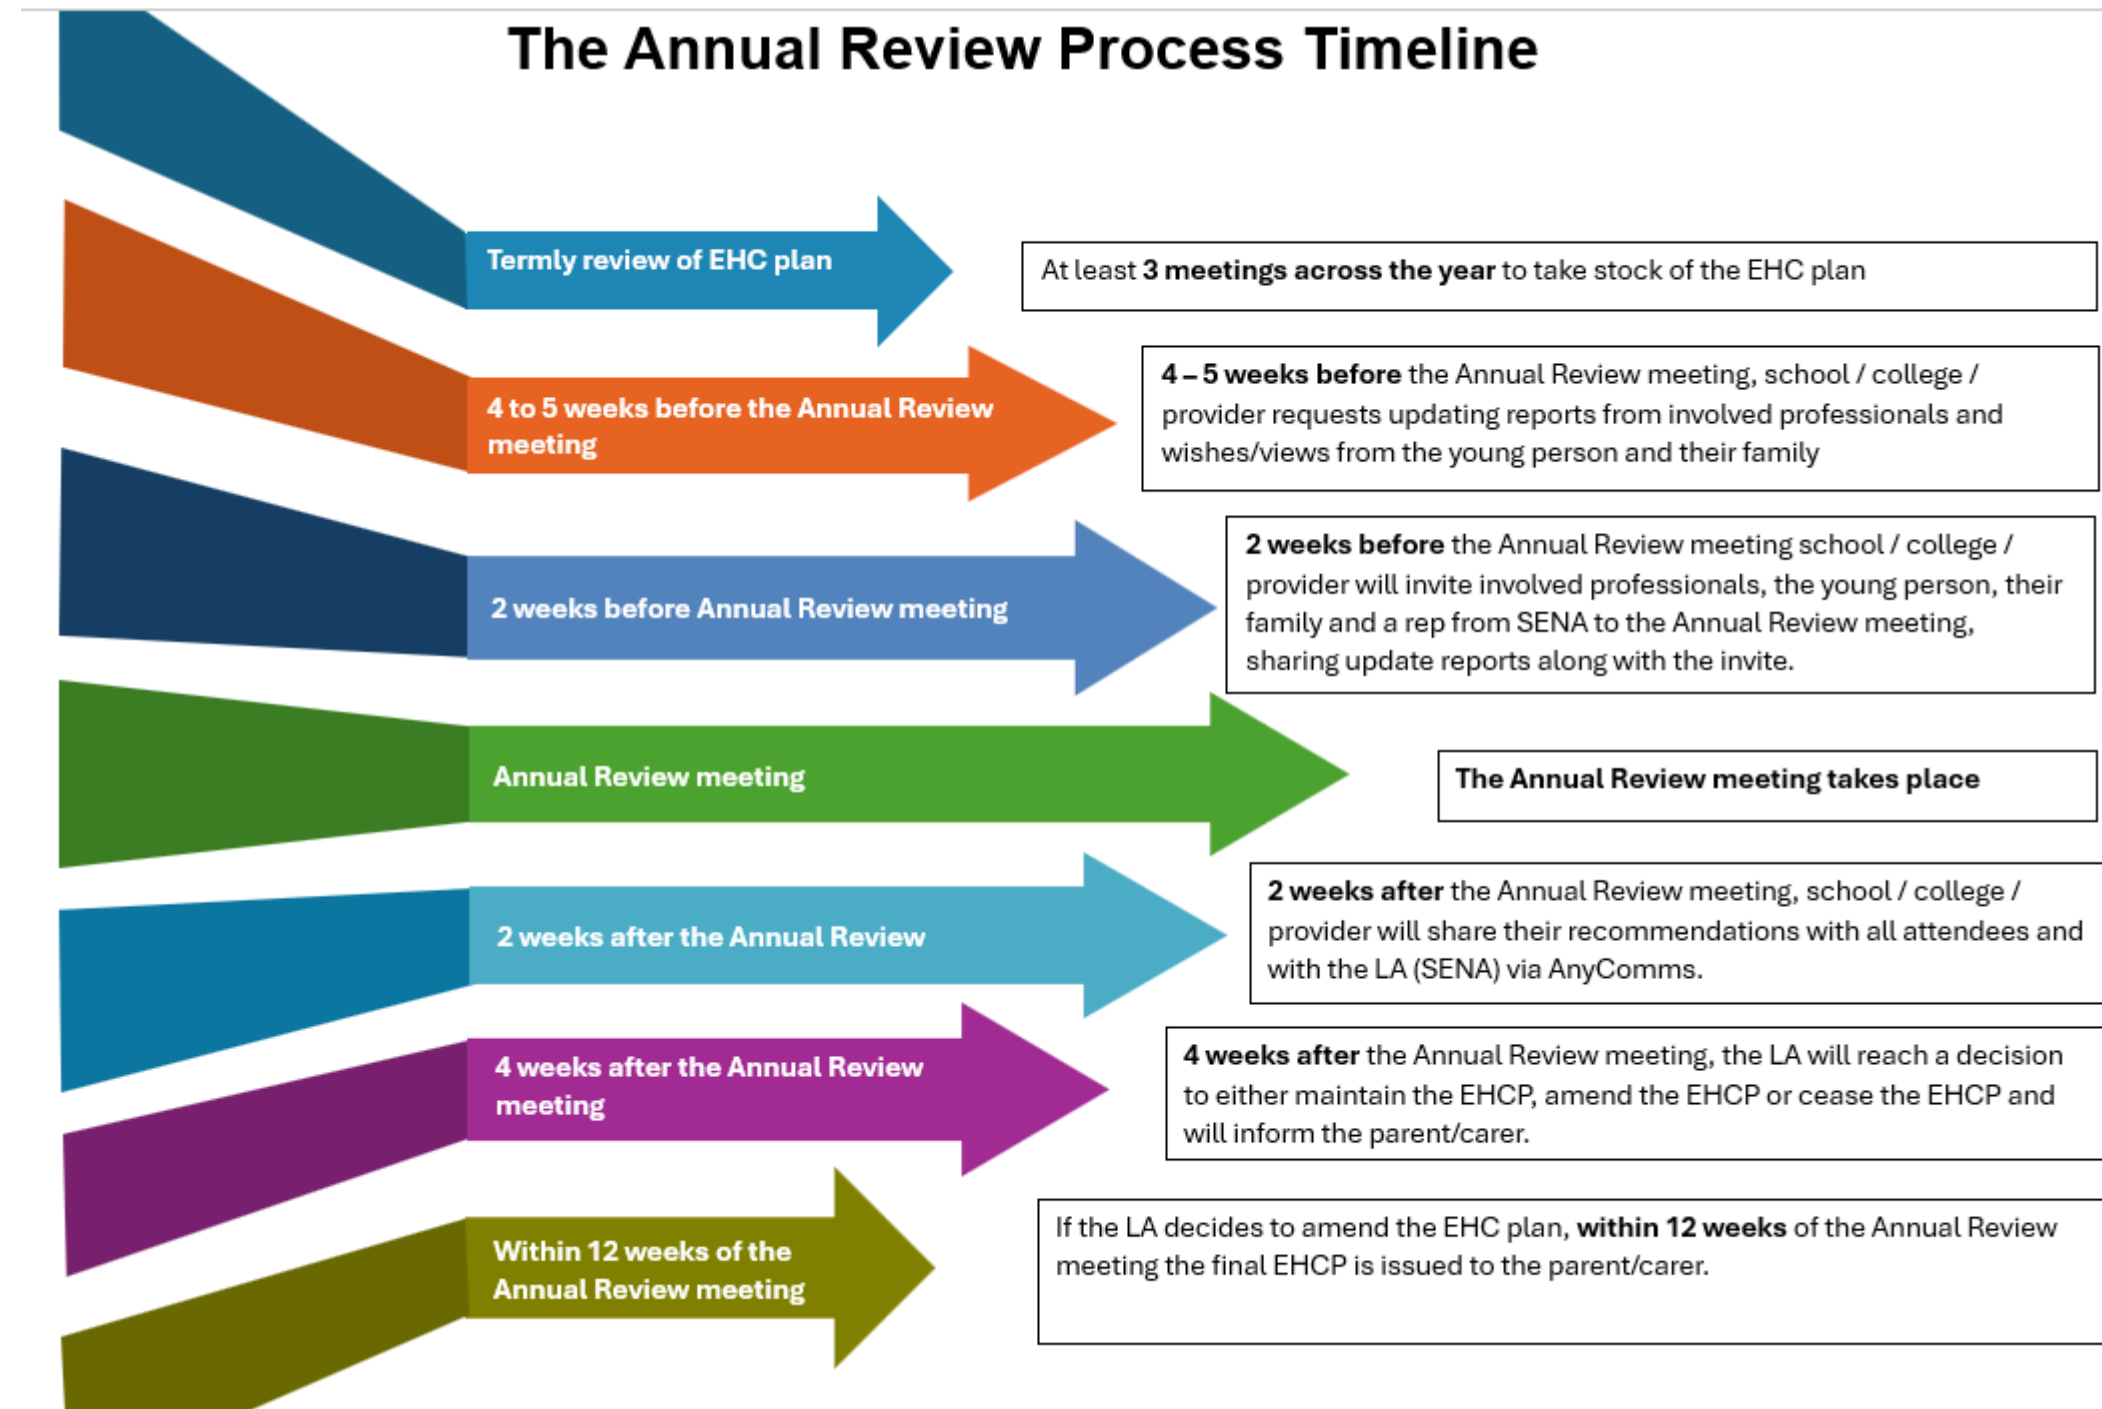 The Annual Review Process Timeline
Termly review of EHC plan
At least 3 meetings across the year to take stock of the EHC plan
4 to 5 weeks before the Annual Review
meeting
4 – 5 weeks before the Annual Review meeting, school / college /
provider requests updating reports from involved professionals and
wishes/views from the young person and their family
2 weeks before Annual Review meeting
2 weeks before the Annual Review meeting school / college /
provider will invite involved professionals, the young person, their
family and a rep from SENA to the Annual Review meeting,
sharing update reports along with the invite.
Annual Review meeting
The Annual Review meeting takes place
2 weeks after the Annual Review
2 weeks after the Annual Review meeting, school / college /
provider will share their recommendations with all attendees and
with the LA (SENA) via AnyComms.
4 weeks after the Annual Review
meeting
4 weeks after the Annual Review meeting, the LA will reach a decision
to either maintain the EHCP, amend the EHCP or cease the EHCP and
will inform the parent/carer.
Within 12 weeks of the
Annual Review meeting
If the LA decides to amend the EHC plan, within 12 weeks of the Annual Review
meeting the final EHCP is issued to the parent/carer.